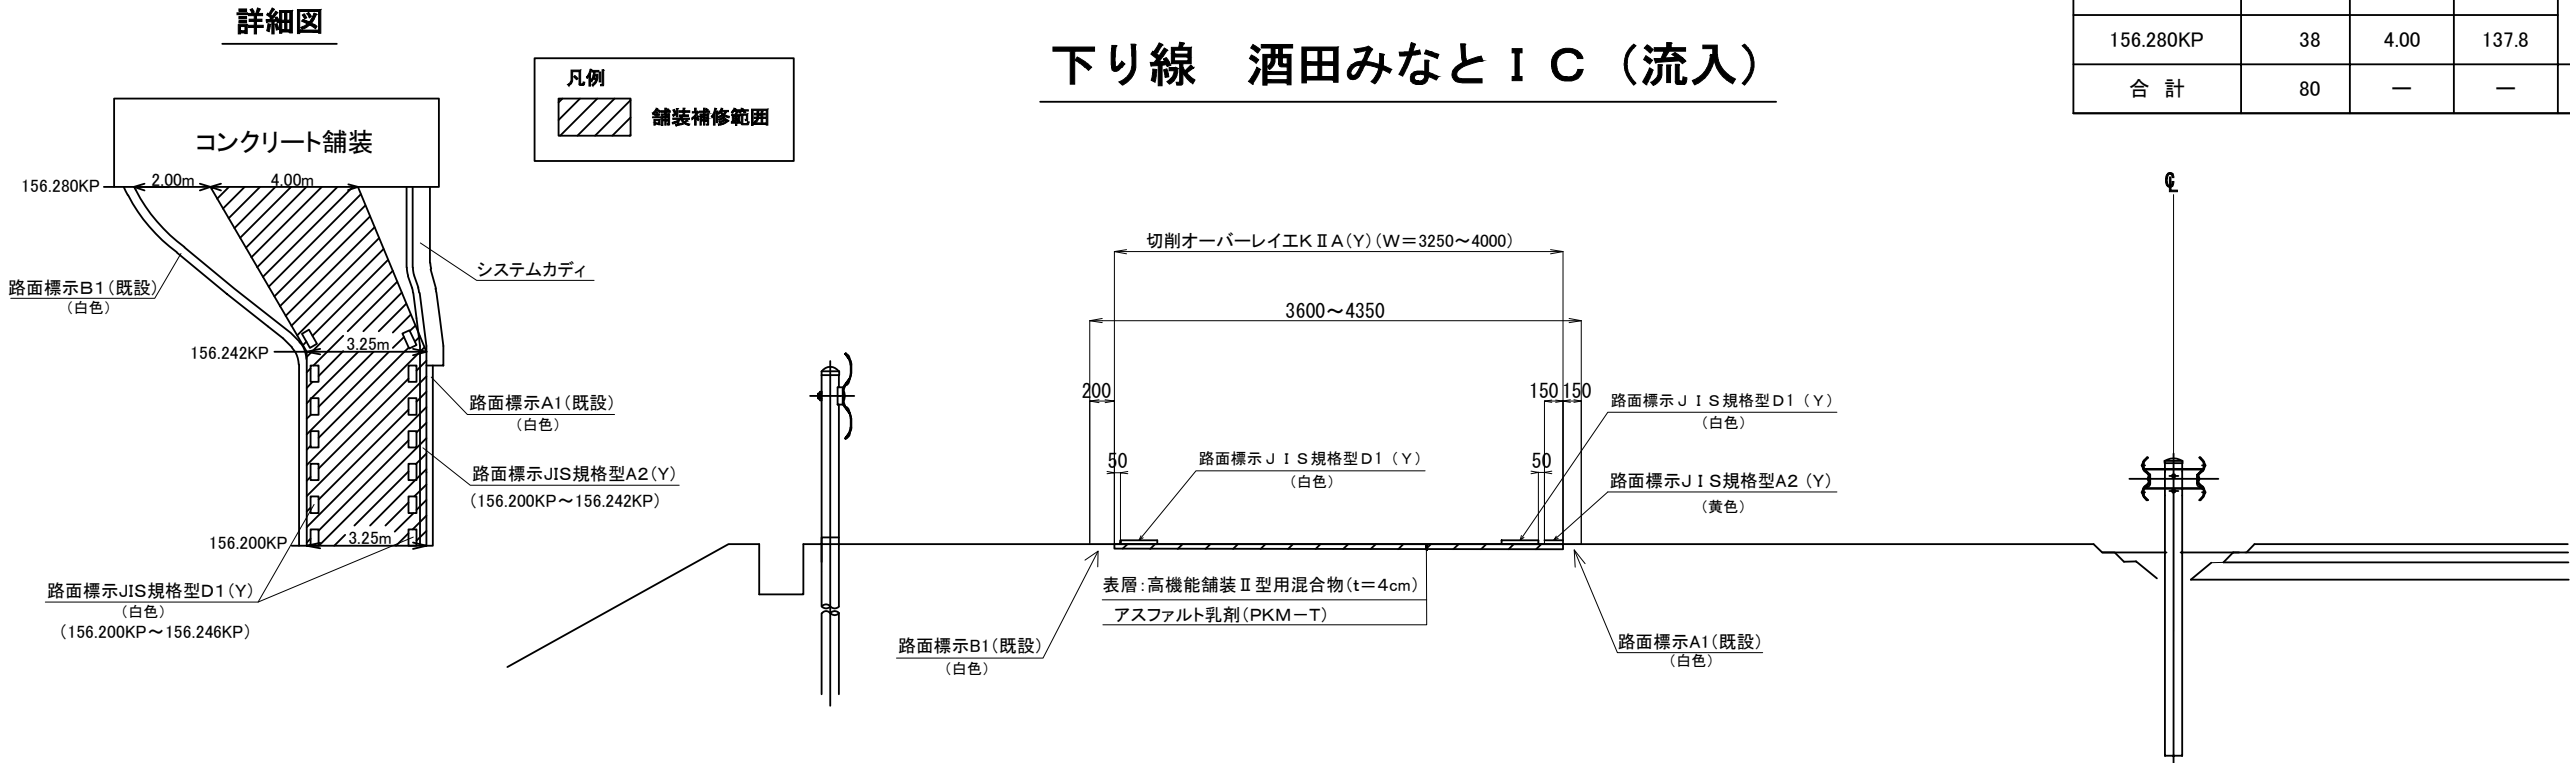 詳細図
凡例
舗装補修範囲
下り線　酒田みなとＩＣ（流入）
156.280KP 38 4.00 137.8
合 計 80 － －
コンクリート舗装
156.280KP
2.00m
4.00m
システムカディ
路面標示B1(既設)
（白色）
156.242KP
3.25m
路面標示A1(既設)
（白色）
路面標示JIS規格型A2(Y)
(156.200KP～156.242KP)
156.200KP
3.25m
路面標示JIS規格型D1(Y)
（白色）
(156.200KP～156.246KP)
切削オーバーレイ工KⅡA(Y)(W＝3250～4000)
3600～4350
200
150
150
50
50
路面標示ＪＩＳ規格型D1（Y）
（白色）
路面標示ＪＩＳ規格型D1（Y）
（白色）
路面標示ＪＩＳ規格型A2（Y）
（黄色）
表層:高機能舗装Ⅱ型用混合物(t＝4cm)
アスファルト乳剤(PKM－T)
路面標示B1(既設)
（白色）
路面標示A1(既設)
（白色）
℄